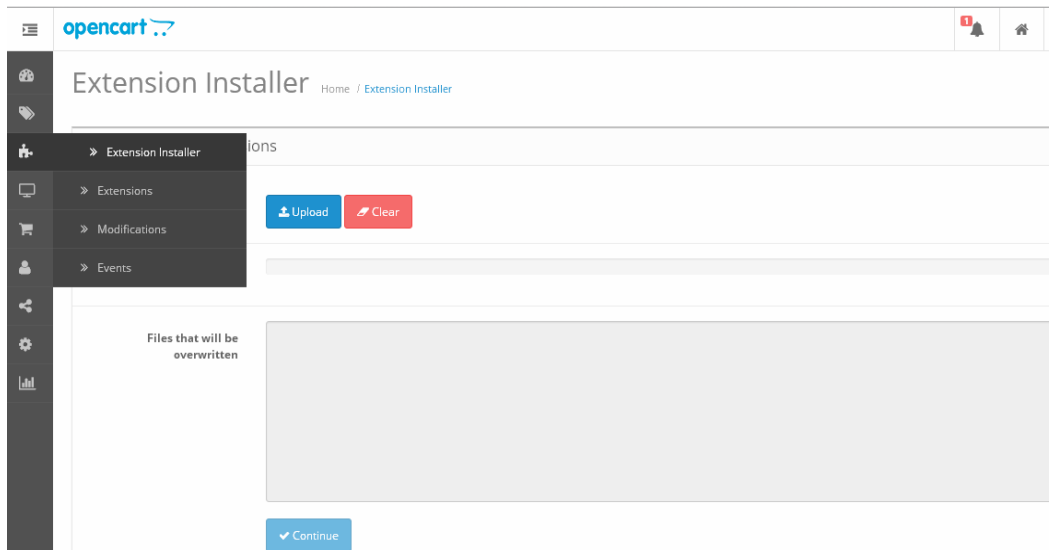 opencart
1
Extension Installer
Home / Extension Installer
ions
» Extension Installer
» Extensions
» Modifications
» Events
Upload
Clear
Files that will be
overwritten
Continue